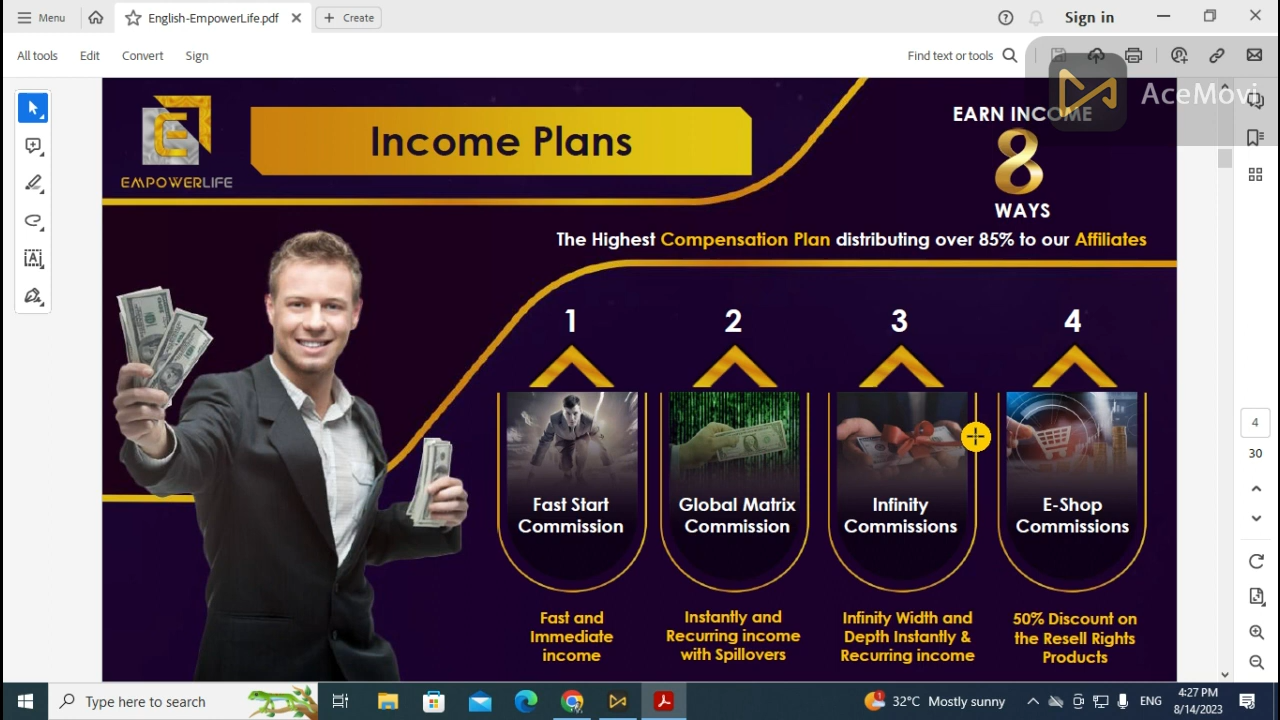 Menu
English-EmpowerLife.pdf
Create
Sign in
All tools
Edit
Convert
Sign
Find text or tools
AceMovi
E
EMPOWERLIFE
Income Plans
EARN INCOME
8
WAYS
The Highest Compensation Plan distributing over 85% to our Affiliates
1
2
3
4
Fast Start
Commission
Global Matrix
Commission
Infinity
Commissions
E-Shop
Commissions
Fast and
Immediate
income
Instantly and
Recurring income
with Spillovers
Infinity Width and
Depth Instantly &
Recurring income
50% Discount on
the Resell Rights
Products
4
30
Type here to search
1
32°C Mostly sunny
ENG
4:27 PM
8/14/2023